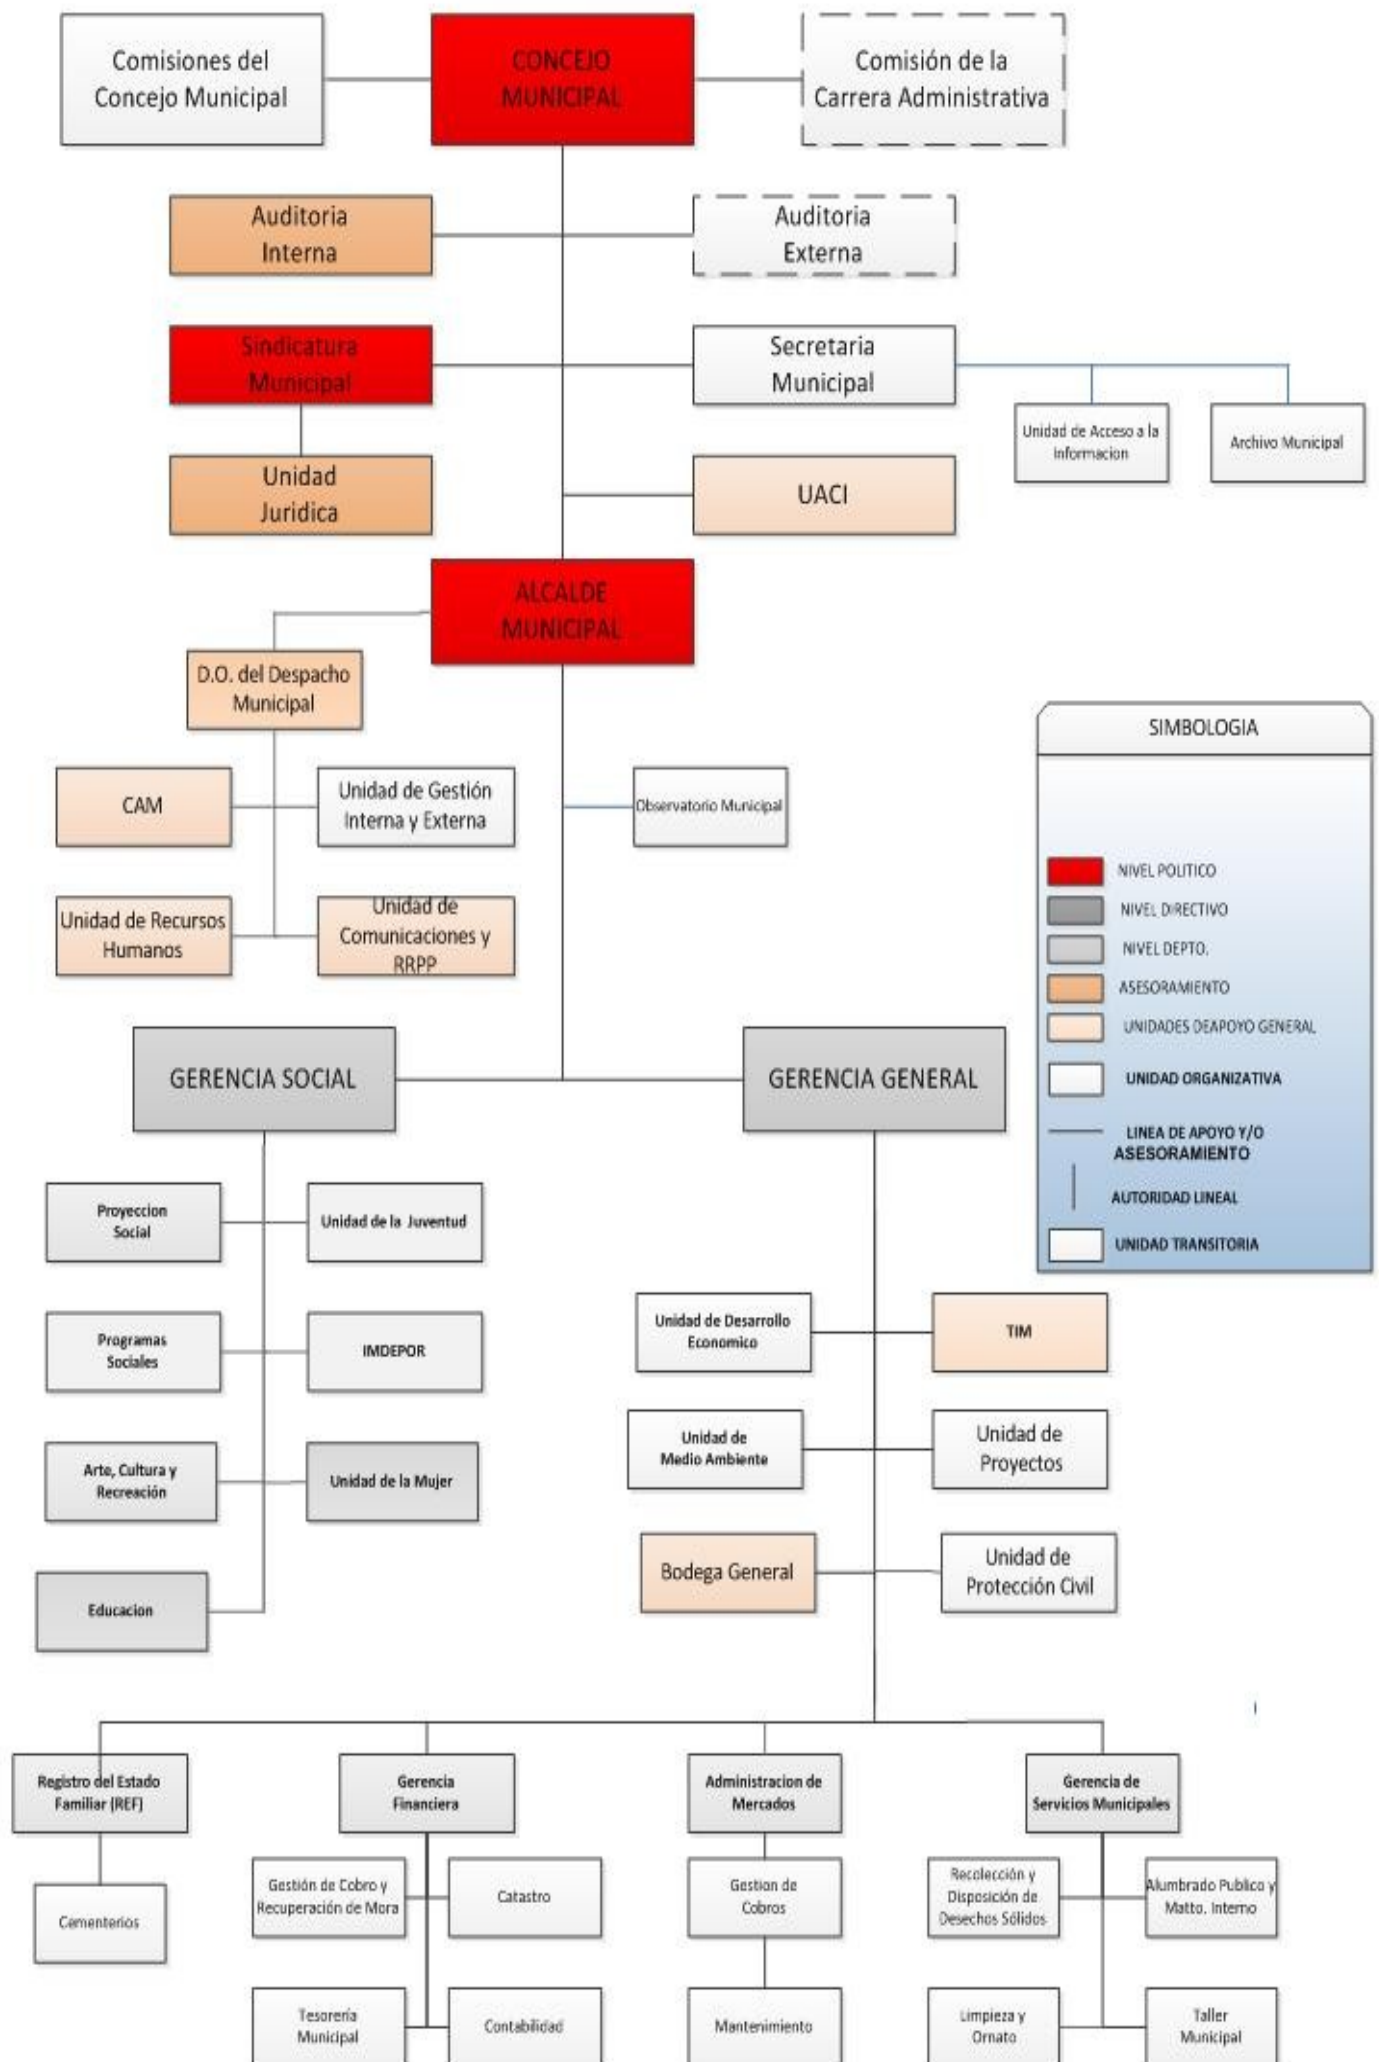 Comisiones del
Concejo Municipal
CONCEJO
MUNICIPAL
Comisión de la
Carrera Administrativa
Auditoria
Interna
Auditoria
Externa
Sindicatura
Municipal
Secretaria
Municipal
Unidad de Acceso a la
Informacion
Archivo Municipal
Unidad
Juridica
UACI
ALCALDE
MUNICIPAL
D.O. del Despacho
Municipal
CAM
Unidad de Gestión
Interna y Externa
Observatorio Municipal
Unidad de Recursos
Humanos
Unidad de
Comunicaciones y
RRPP
SIMBOLOGIA
NIVEL POLITICO
NIVEL DIRECTIVO
NIVEL DEPTO.
ASESORAMIENTO
UNIDADES DEAPOYO GENERAL
UNIDAD ORGANIZATIVA
LINEA DE APOYO Y/O
ASESORAMIENTO
AUTORIDAD LINEAL
UNIDAD TRANSITORIA
GERENCIA SOCIAL
GERENCIA GENERAL
Proyeccion
Social
Unidad de la Juventud
Programas
Sociales
IMDEPOR
Arte, Cultura y
Recreación
Unidad de la Mujer
Educacion
Unidad de Desarrollo
Economico
TIM
Unidad de
Medio Ambiente
Unidad de
Proyectos
Bodega General
Unidad de
Protección Civil
Registro del Estado
Familiar (REF)
Gerencia
Financiera
Administracion de
Mercados
Gerencia de
Servicios Municipales
Cementerios
Gestión de Cobro y
Recuperación de Mora
Catastro
Gestion de
Cobros
Recolección y
Disposición de
Desechos Sólidos
Alumbrado Publico y
Matto. Interno
Tesorería
Municipal
Contabilidad
Mantenimiento
Limpieza y
Ornato
Taller
Municipal